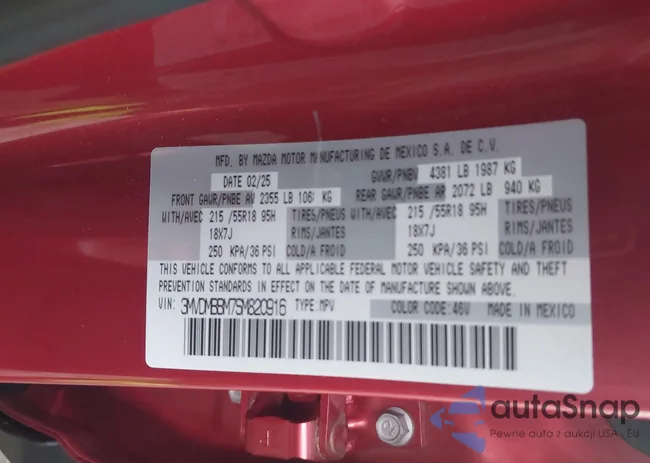 MFD. BY MAZDA MOTOR MANUFACTURING DE MEXICO S.A. DE C.V.
DATE 02/25 GVWR/PNBV 4381 LB 1987 KG
FRONT GAWR/PNBE AV 2355 LB 1068 KG REAR GAWR/PNBE AR 2072 LB 940 KG
WITH/AVEC 215 /55R18 95H TIRES/PNEUS WITH/AVEC 215 /55R18 95H TIRES/PNEUS
18X7J RIMS/JANTES 18X7J RIMS/JANTES
250 KPA/36 PSI COLD/A FROID 250 KPA/36 PSI COLD/A FROID
THIS VEHICLE CONFORMS TO ALL APPLICABLE FEDERAL MOTOR VEHICLE SAFETY AND THEFT
PREVENTION STANDARDS IN EFFECT ON THE DATE OF MANUFACTURE SHOWN ABOVE.
VIN: 3MVDMBBM7SM820916 TYPE: MPV COLOR CODE: 46V MADE IN MEXICO
autaSnap
Pewne auta z aukcji USA - EU